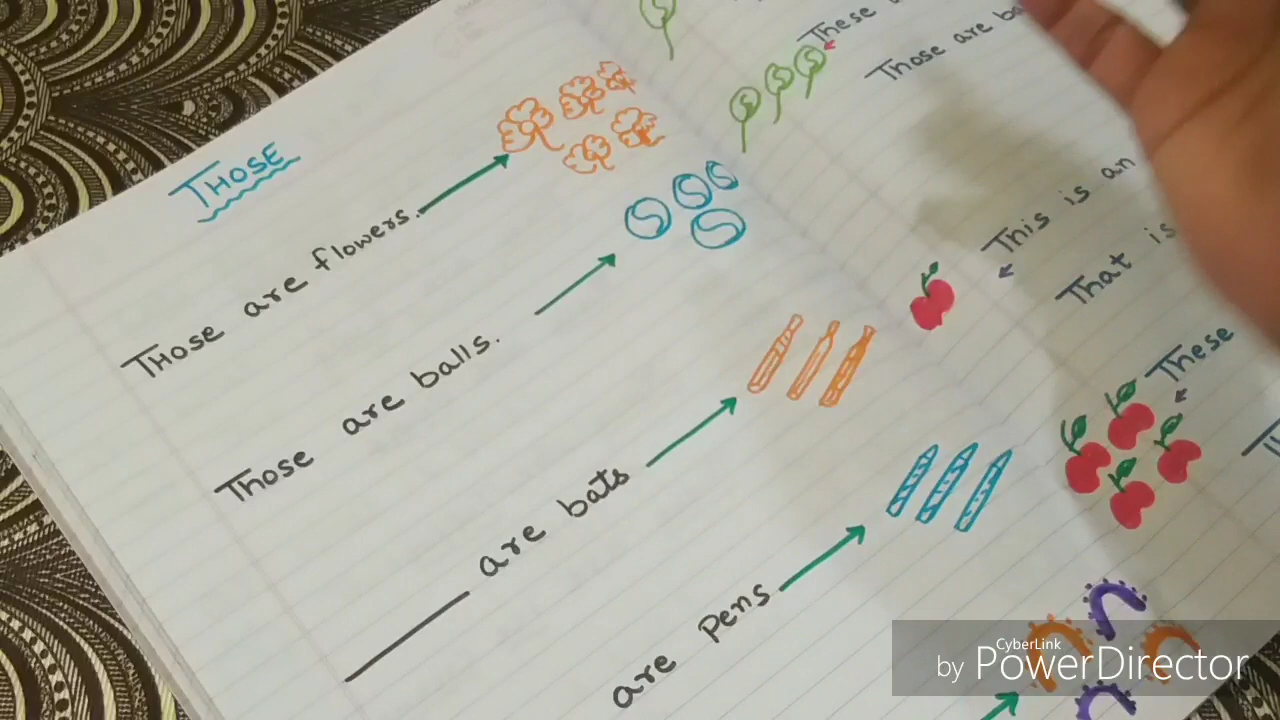 THOSE
THOSE are flowers.
Those are balls.
are bats
are Pens
These
Those are
This is an
That is
These
CyberLink
by PowerDirector